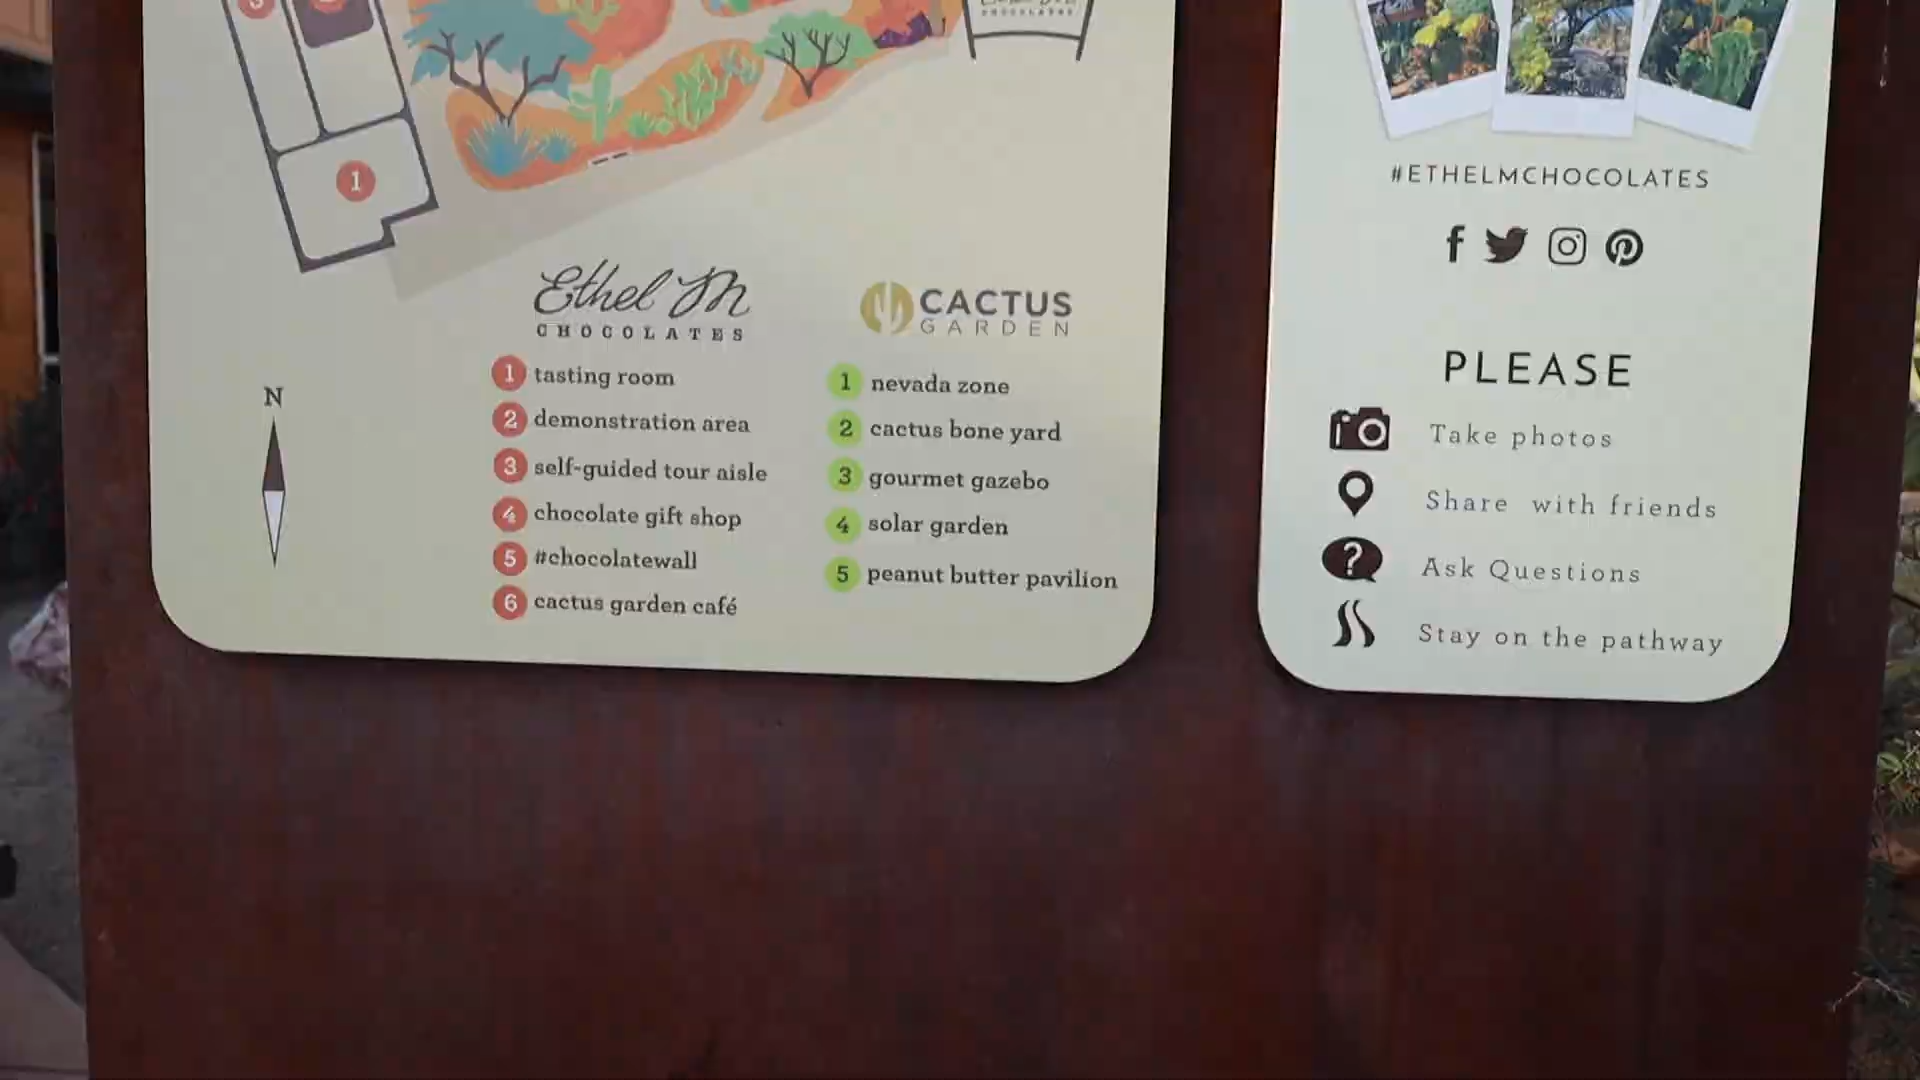 3
1
Ethel M
CHOCOLATES
CACTUS
GARDEN
N
1 tasting room
2 demonstration area
3 self-guided tour aisle
4 chocolate gift shop
5 #chocolatewall
6 cactus garden café
1 nevada zone
2 cactus bone yard
3 gourmet gazebo
4 solar garden
5 peanut butter pavilion
#ETHELMCHOCOLATES
PLEASE
Take photos
Share with friends
? Ask Questions
Stay on the pathway